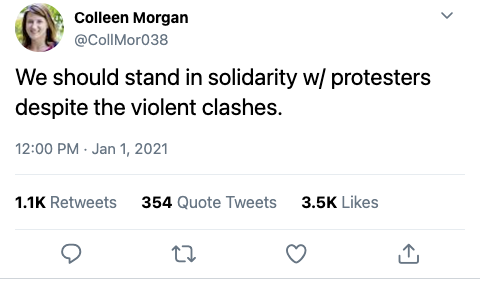 Colleen Morgan
@CollMor038
We should stand in solidarity w/ protesters
despite the violent clashes.
12:00 PM · Jan 1, 2021
1.1K Retweets 354 Quote Tweets 3.5K Likes